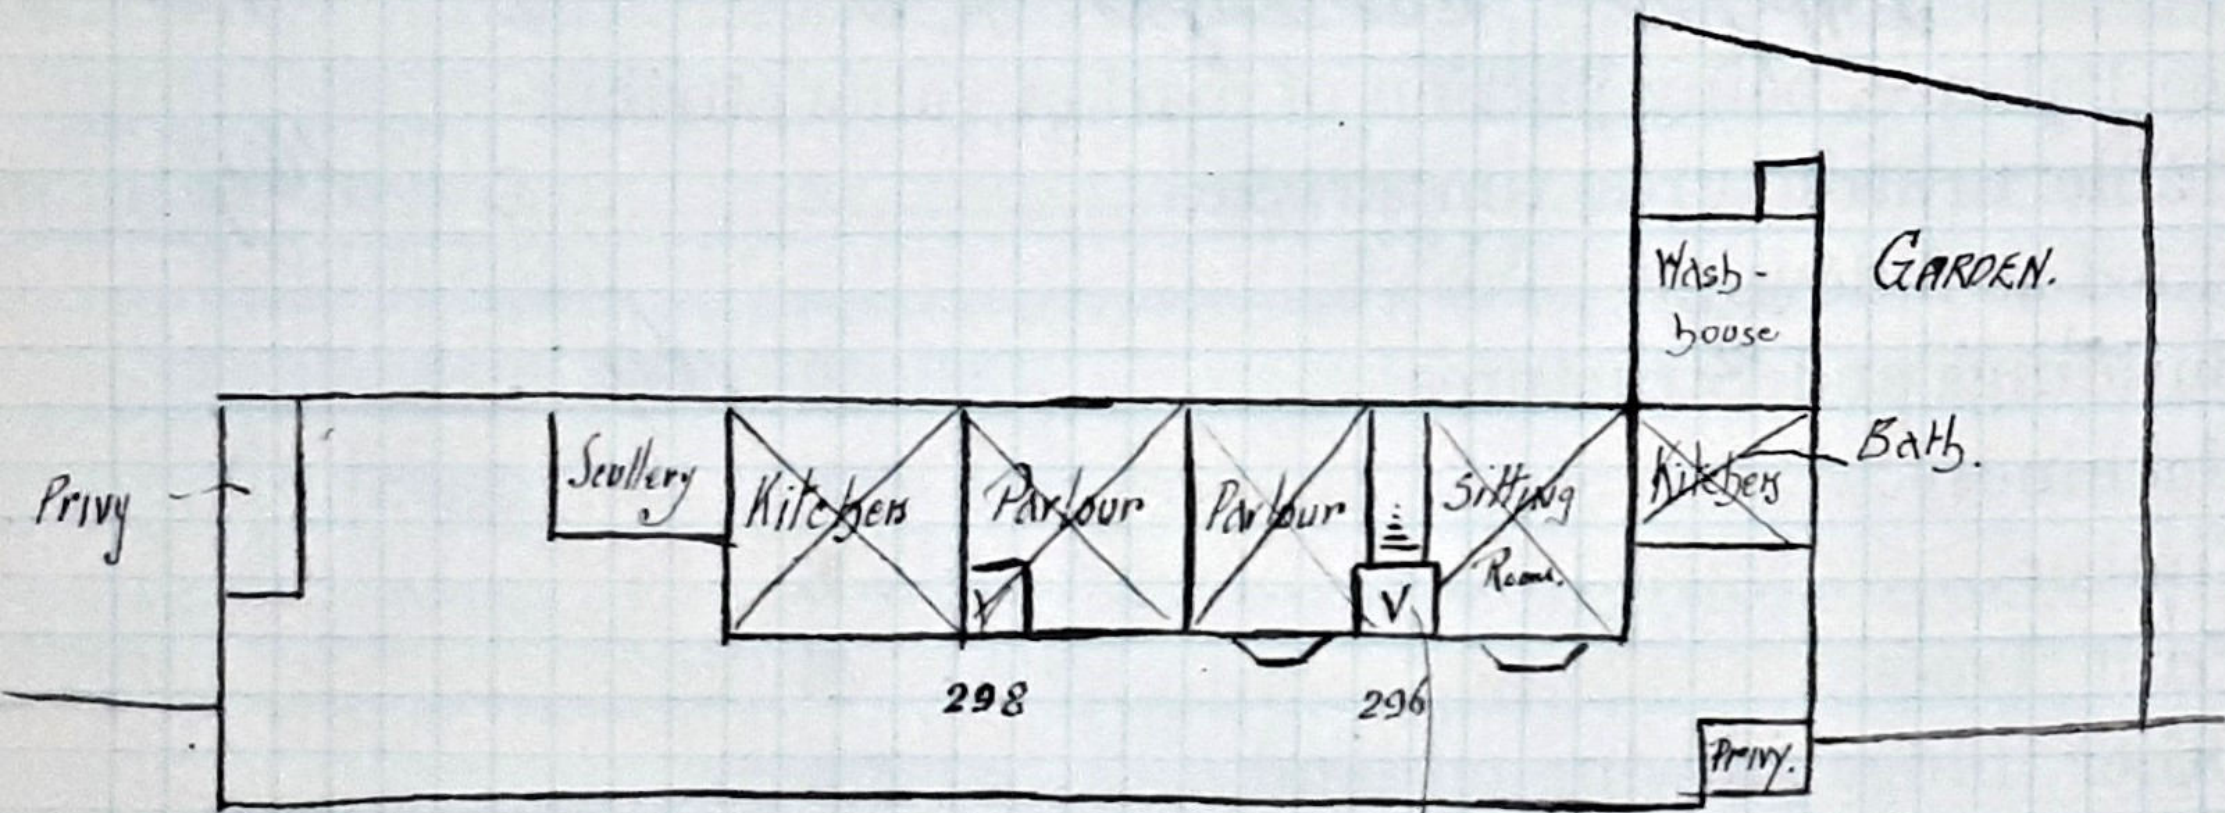 Wash-
house
GARDEN.
Bath.
Privy
Scullery
Kitchen
Parlour
Parlour
Sitting
Room.
Kitchen
V
V
298
296
Privy.